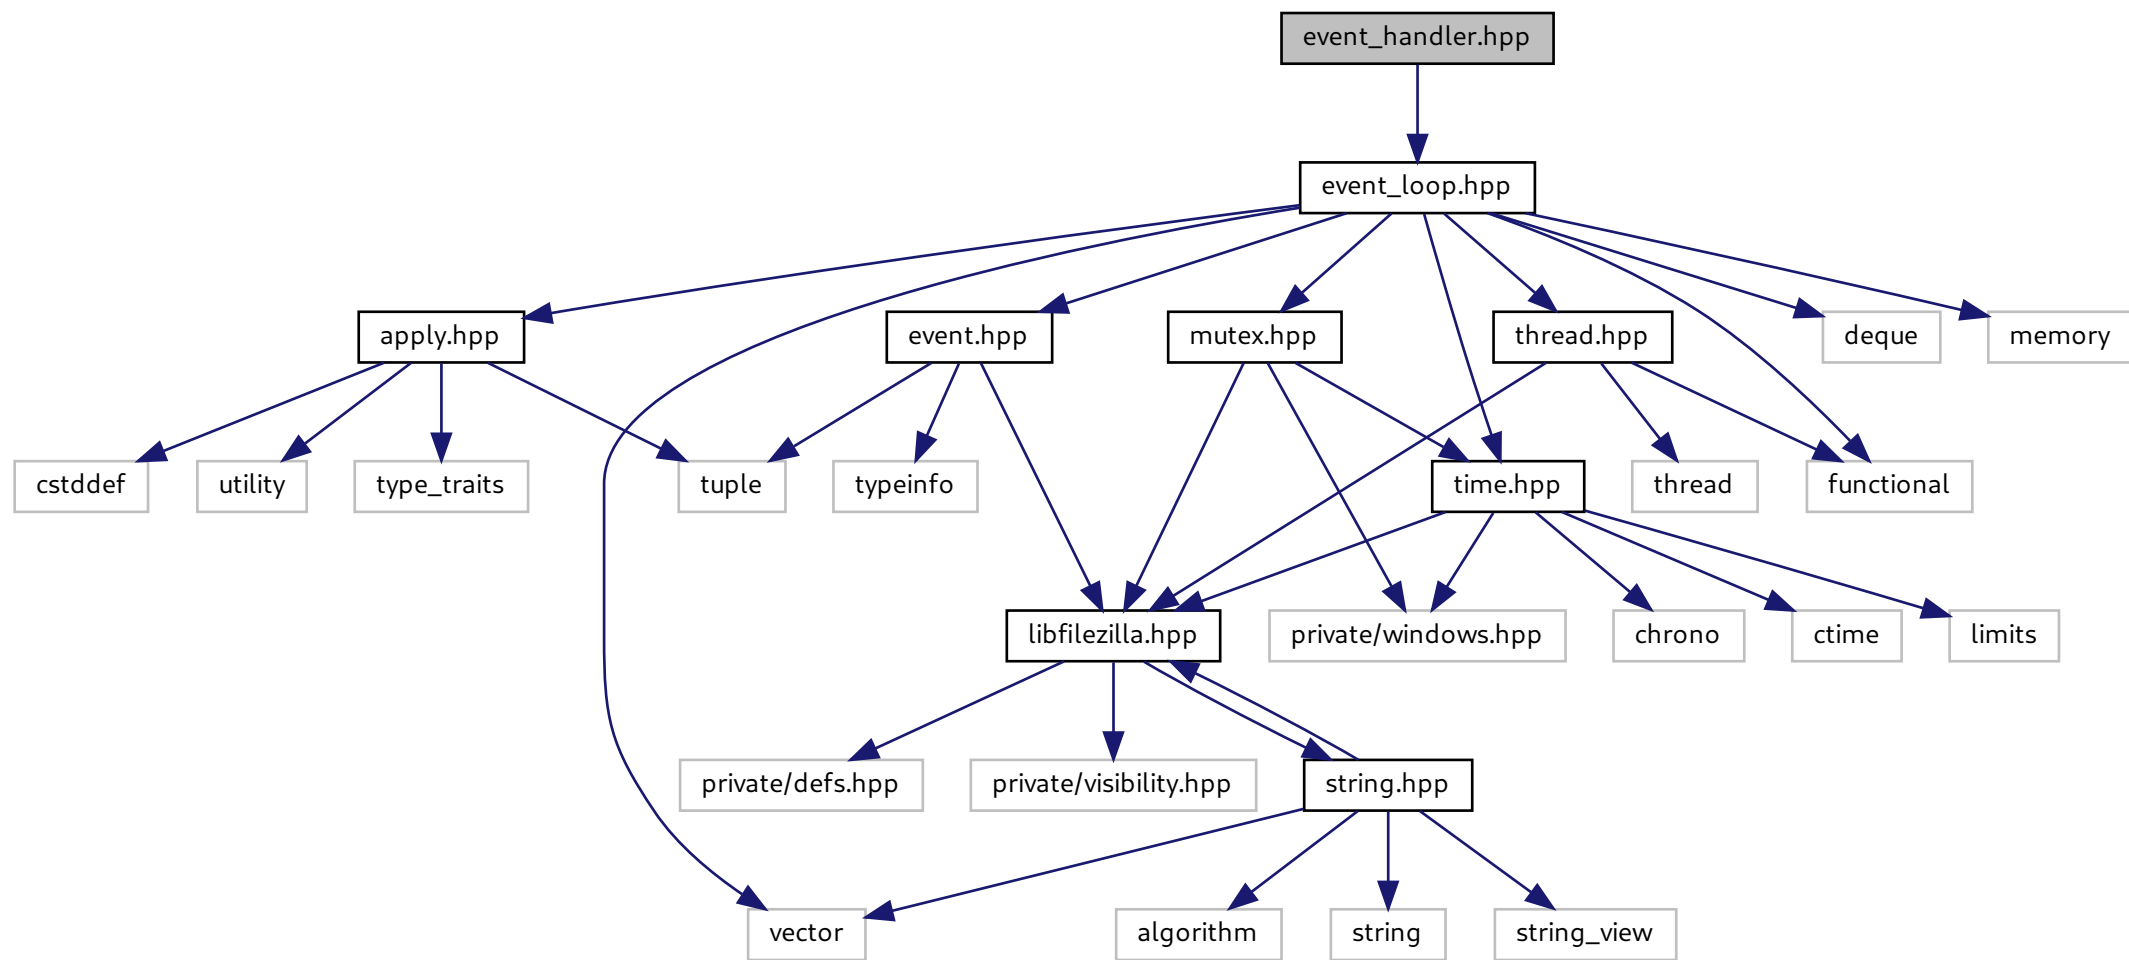 event_handler.hpp
event_loop.hpp
apply.hpp
event.hpp
mutex.hpp
thread.hpp
deque
memory
cstddef
utility
type_traits
tuple
typeinfo
time.hpp
thread
functional
libfilezilla.hpp
private/windows.hpp
chrono
ctime
limits
private/defs.hpp
private/visibility.hpp
string.hpp
vector
algorithm
string
string_view